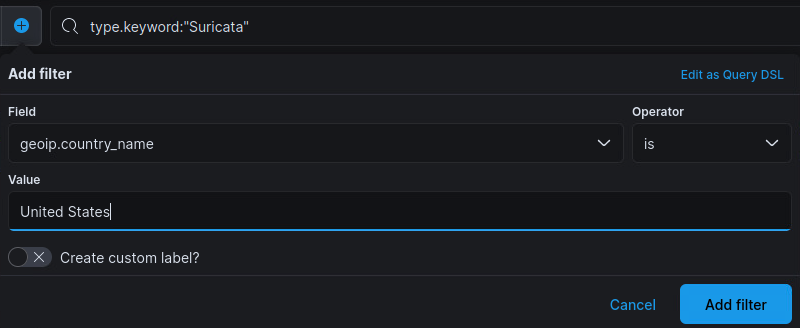 type.keyword:"Suricata"
Add filter
Edit as Query DSL
Field
Operator
geoip.country_name
is
Value
United States
Create custom label?
Cancel
Add filter